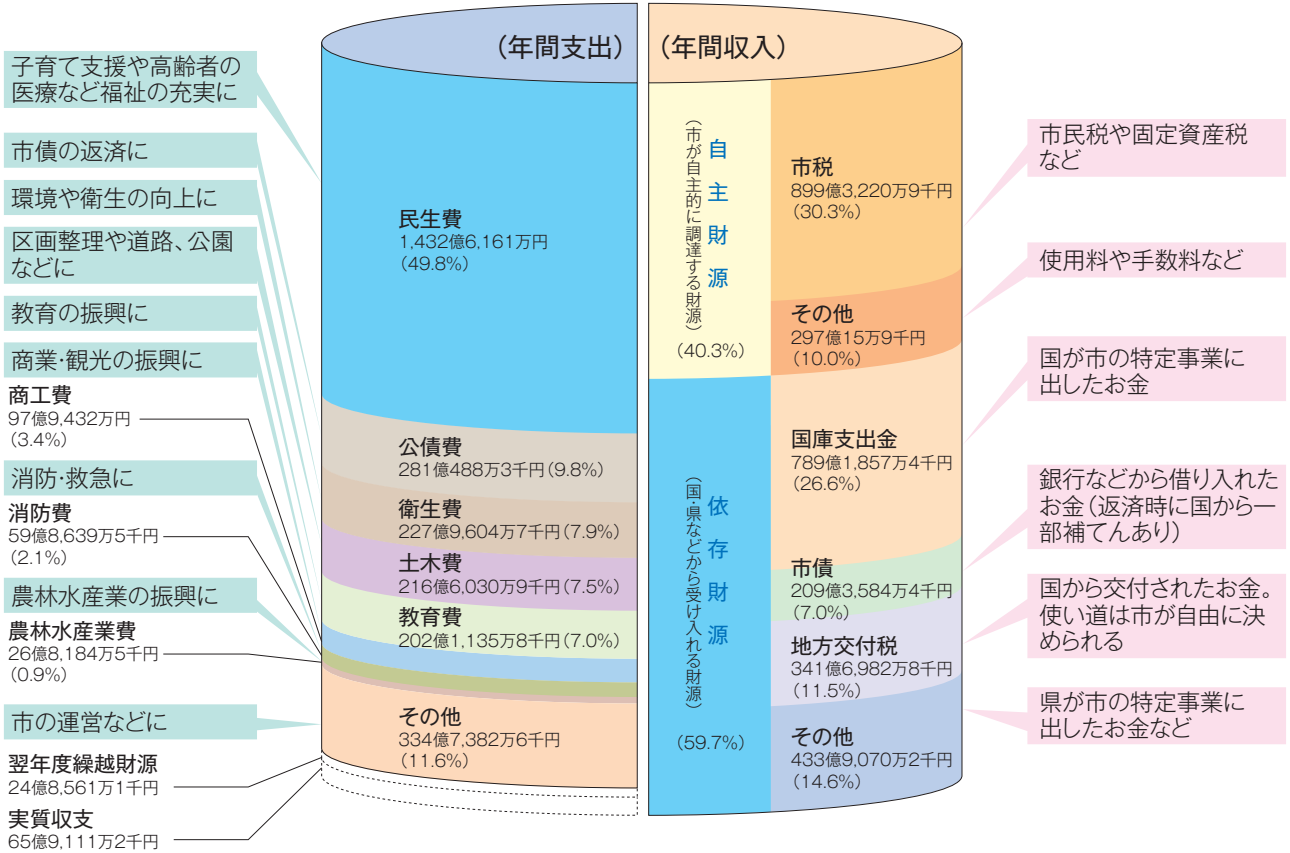 (年間支出)
(年間収入)
子育て支援や高齢者の
医療など福祉の充実に
市債の返済に
環境や衛生の向上に
区画整理や道路、公園
などに
教育の振興に
商業・観光の振興に
商工費
97億9,432万円
(3.4%)
消防・救急に
消防費
59億8,639万5千円
(2.1%)
農林水産業の振興に
農林水産業費
26億8,184万5千円
(0.9%)
市の運営などに
翌年度繰越財源
24億8,561万1千円
実質収支
65億9,111万2千円
民生費
1,432億6,161万円
(49.8%)
公債費
281億488万3千円(9.8%)
衛生費
227億9,604万7千円(7.9%)
土木費
216億6,030万9千円(7.5%)
教育費
202億1,135万8千円(7.0%)
その他
334億7,382万6千円
(11.6%)
自主財源
(市が自主的に調達する財源)
(40.3%)
依存財源
(国・県などから受け入れる財源)
(59.7%)
市税
899億3,220万9千円
(30.3%)
その他
297億15万9千円
(10.0%)
国庫支出金
789億1,857万4千円
(26.6%)
市債
209億3,584万4千円
(7.0%)
地方交付税
341億6,982万8千円
(11.5%)
その他
433億9,070万2千円
(14.6%)
市民税や固定資産税
など
使用料や手数料など
国が市の特定事業に
出したお金
銀行などから借り入れた
お金(返済時に国から一
部補てんあり)
国から交付されたお金。
使い道は市が自由に決
められる
県が市の特定事業に
出したお金など